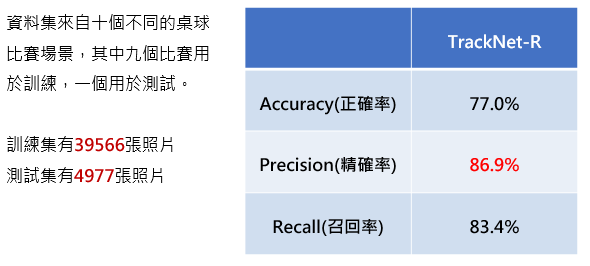 資料集來自十個不同的桌球
比賽場景，其中九個比賽用
於訓練，一個用於測試。
訓練集有39566張照片
測試集有4977張照片
TrackNet-R
Accuracy(正確率) 77.0%
Precision(精確率) 86.9%
Recall(召回率) 83.4%